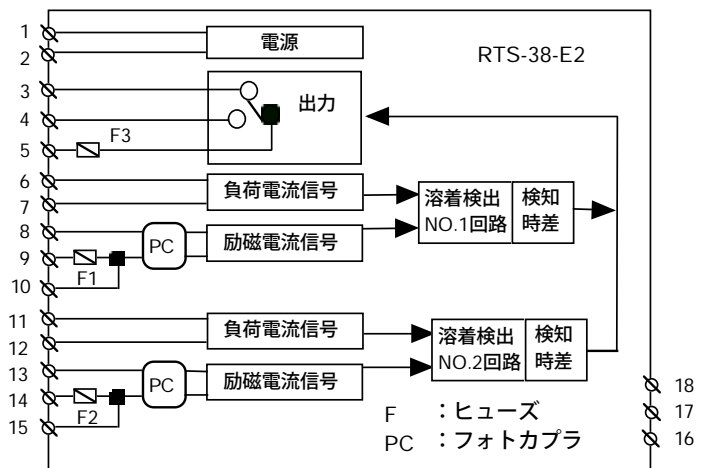 1
電源
2
RTS-38-E2
3
出力
4
F3
5
6
負荷電流信号
7
溶着検出 検知
NO.1回路 時差
8
PC
励磁電流信号
9
F1
10
11
負荷電流信号
12
溶着検出 検知
NO.2回路 時差
13
PC
励磁電流信号
14
F2
15
F :ヒューズ
PC :フォトカプラ
18
17
16